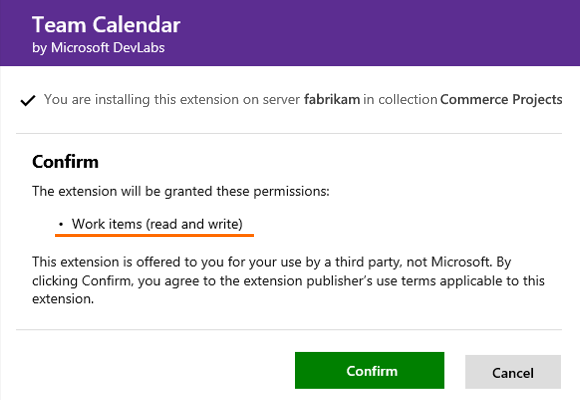 Team Calendar
by Microsoft DevLabs
You are installing this extension on server fabrikam in collection Commerce Projects
Confirm
The extension will be granted these permissions:
• Work items (read and write)
This extension is offered to you for your use by a third party, not Microsoft. By
clicking Confirm, you agree to the extension publisher's use terms applicable to this
extension.
Confirm
Cancel